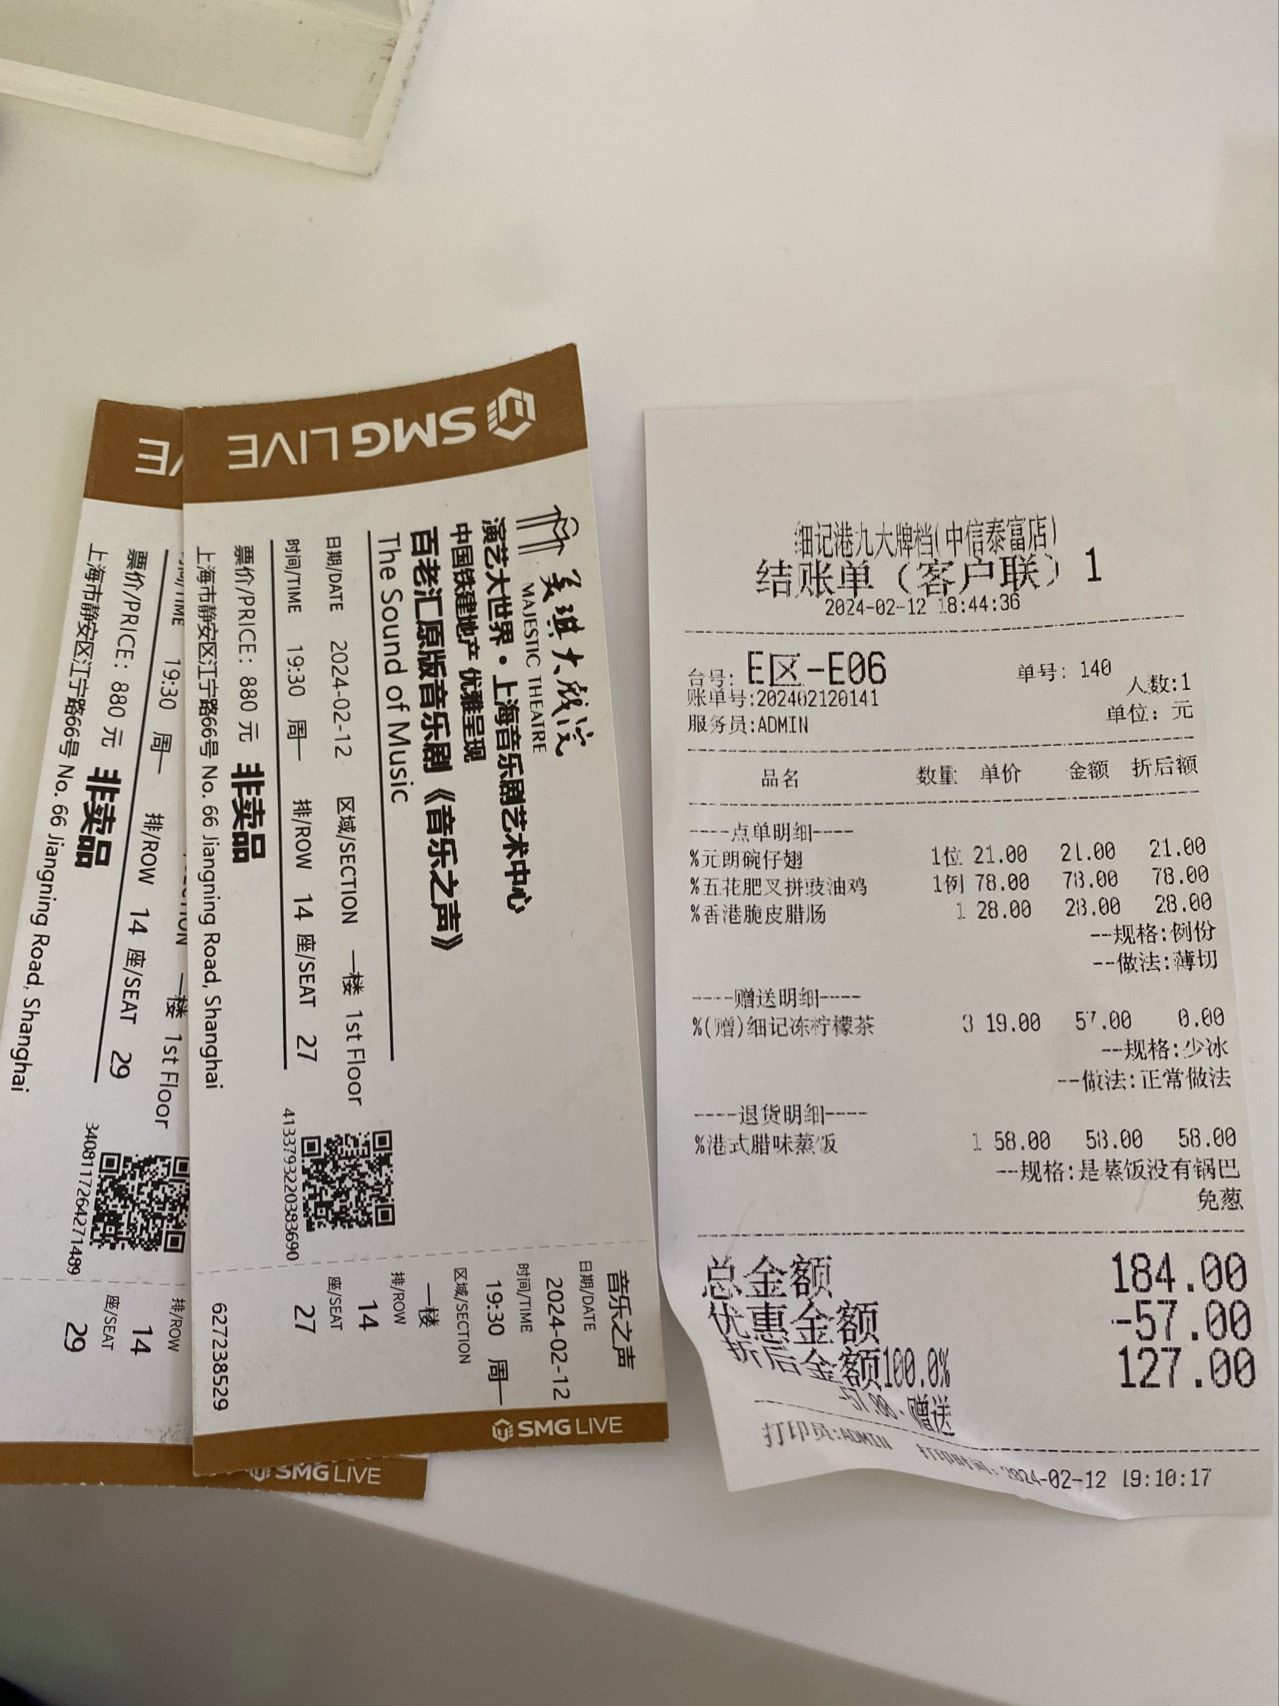 SMG LIVE
美琪大戏院
MAJESTIC THEATRE
演艺大世界·上海音乐剧艺术中心
中国铁建地产 优雅呈现
百老汇原版音乐剧《音乐之声》
The Sound of Music
日期/DATE 2024-02-12 区域/SECTION 一楼 1st Floor
时间/TIME 19:30 周一 排/ROW 14 座/SEAT 27
票价/PRICE: 880 元 非卖品
上海市静安区江宁路66号 No. 66 Jiangning Road, Shanghai
4133793220383690
音乐之声
日期/DATE
2024-02-12
时间/TIME
19:30 周一
区域/SECTION
一楼
排/ROW
14
座/SEAT
27
627238529
SMG LIVE
VE
一楼 1st Floor
/TIME 19:30 周一 排/ROW 14 座/SEAT 29
票价/PRICE: 880 元 非卖品
上海市静安区江宁路66号 No. 66 Jiangning Road, Shanghai
3408117264271489
排/ROW
14
座/SEAT
29
SMG LIVE
细记港九大牌档(中信泰富店)
结账单（客户联）1
2024-02-12 18:44:36
台号: E区-E06 单号: 140
账单号:202402120141 人数:1
服务员:ADMIN 单位: 元
品名 数量 单价 金额 折后额
----点单明细----
%元朗碗仔翅 1位 21.00 21.00 21.00
%五花肥叉拼豉油鸡 1例 78.00 78.00 78.00
%香港脆皮腊肠 1 28.00 28.00 28.00
--规格:例份
--做法:薄切
----赠送明细----
%(赠)细记冻柠檬茶 3 19.00 57.00 0.00
--规格:少冰
--做法:正常做法
----退货明细----
%港式腊味蒸饭 1 58.00 58.00 58.00
--规格:是蒸饭没有锅巴
免葱
总金额 184.00
优惠金额 -57.00
折后金额100.0% 127.00
-57.00·赠送
打印员:ADMIN 打印时间:2024-02-12 19:10:17